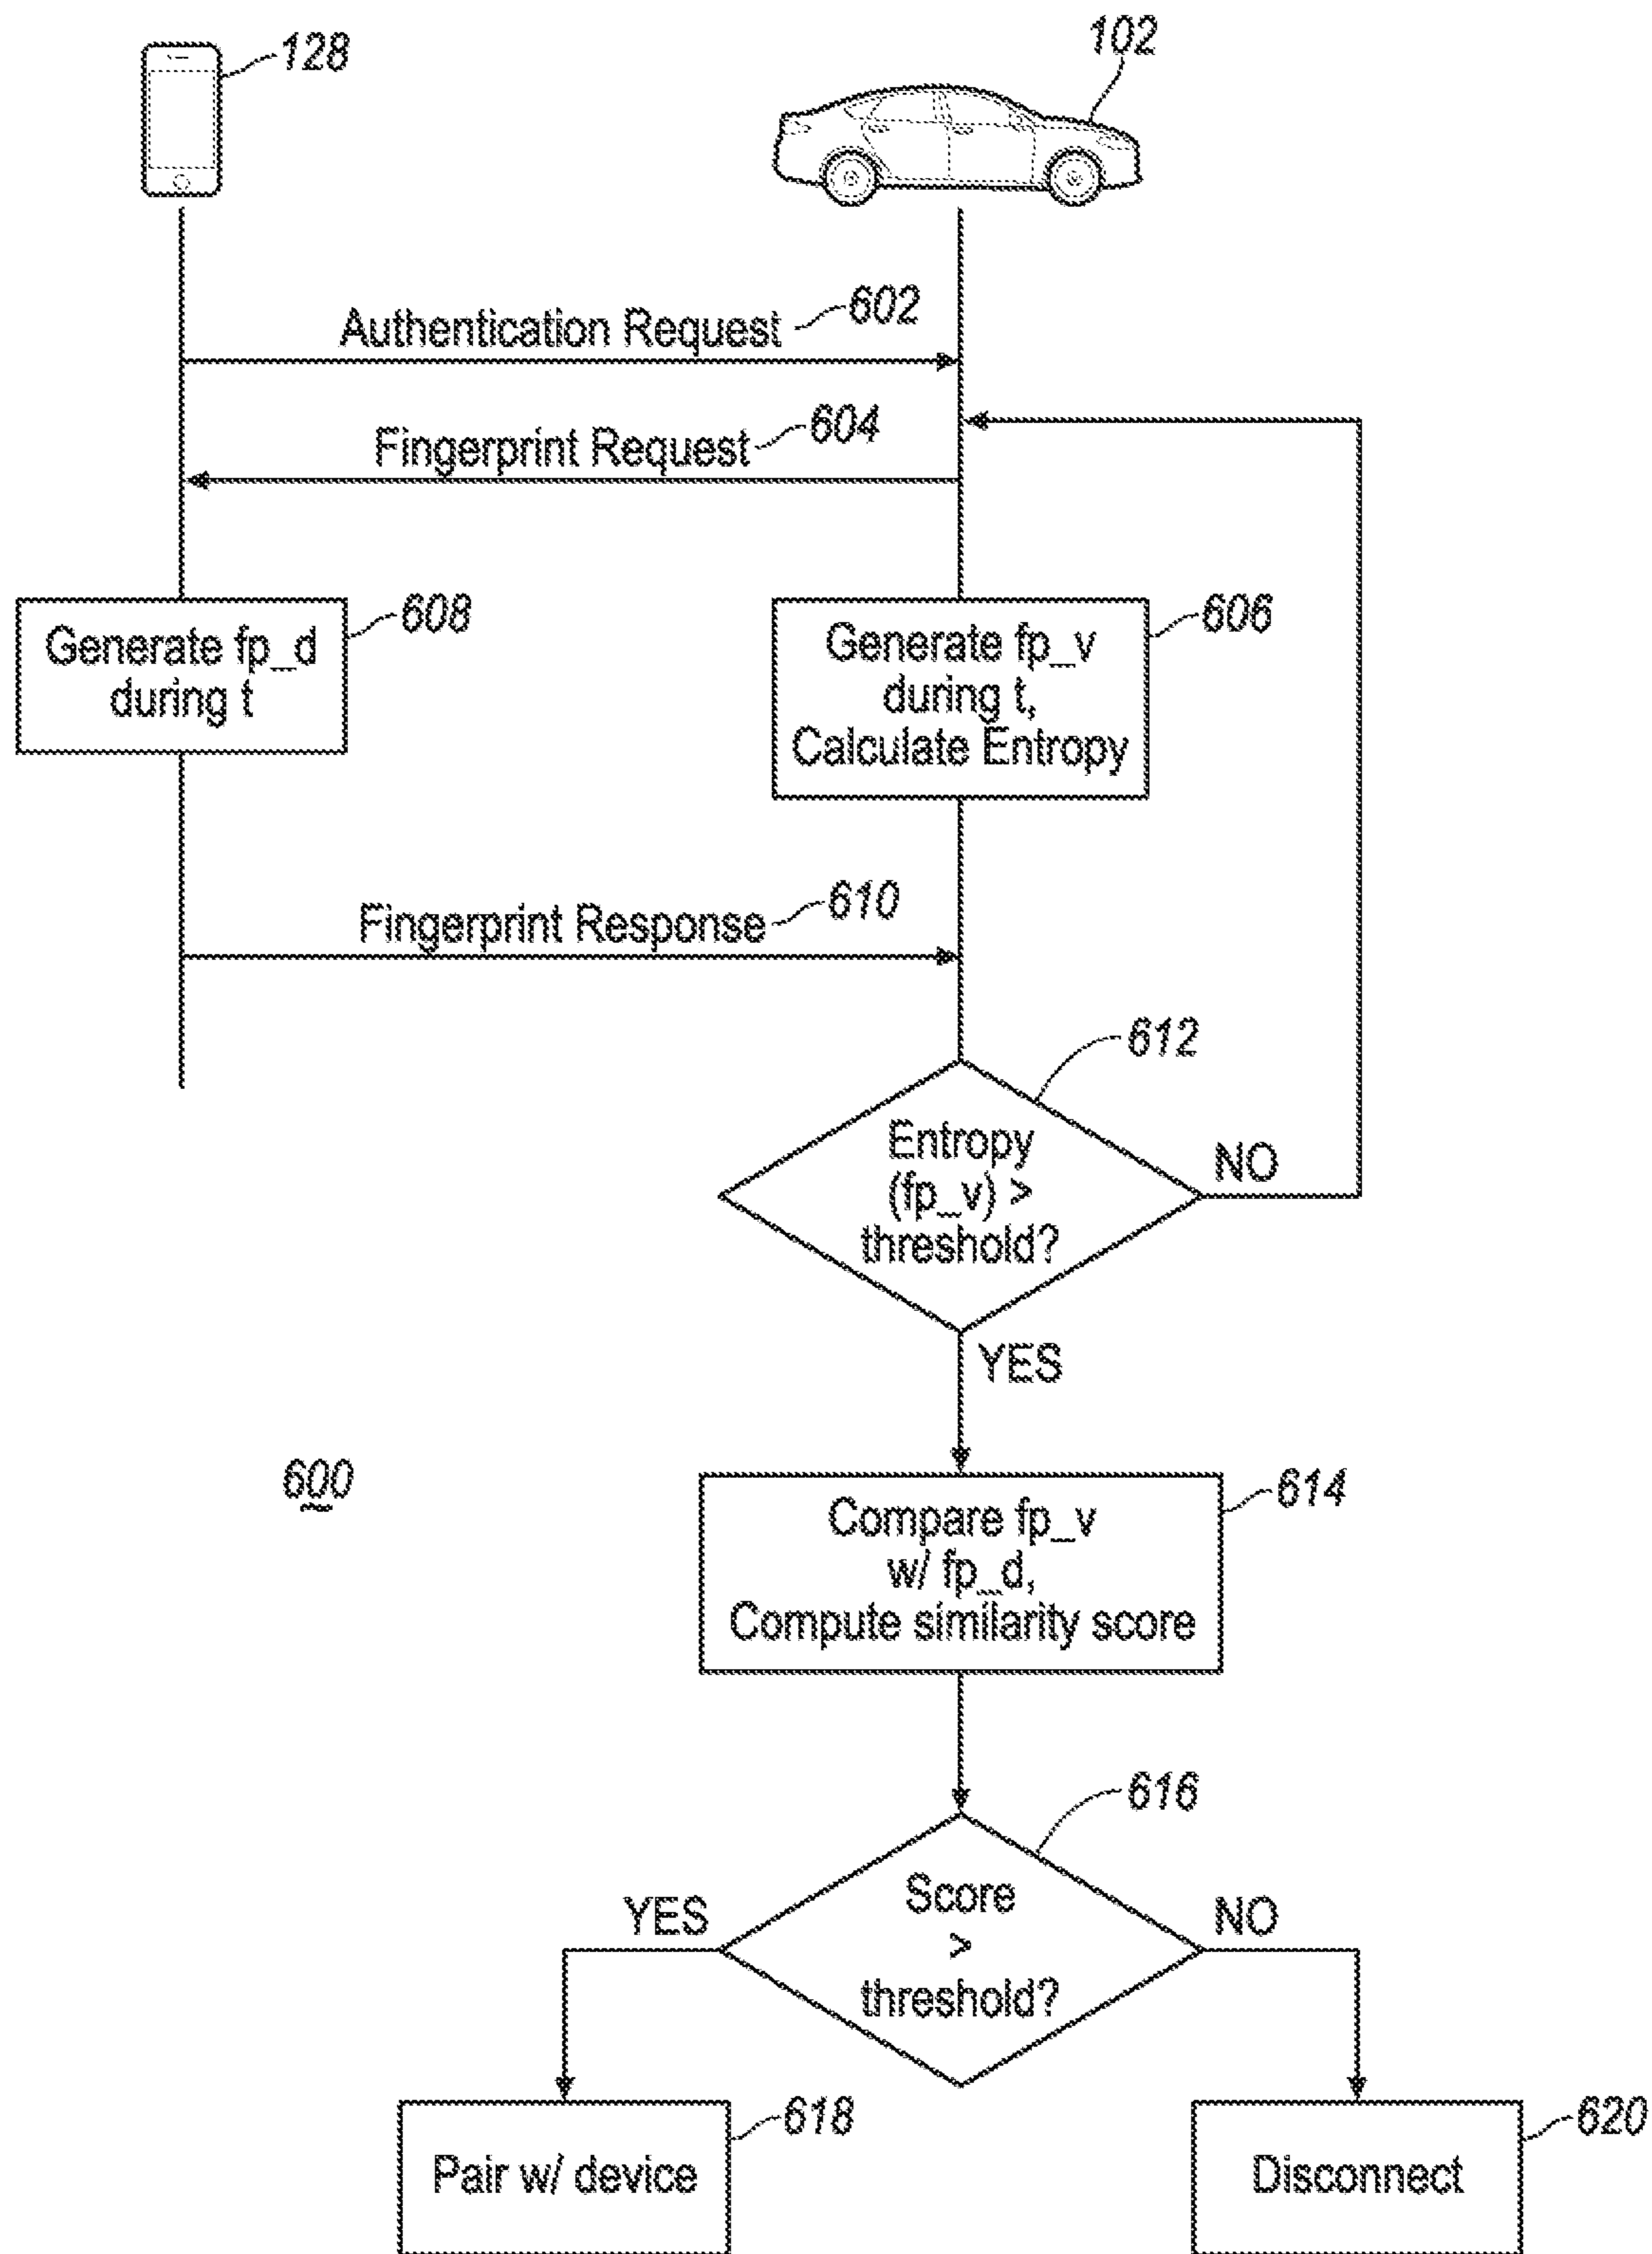 128
102
Authentication Request
602
Fingerprint Request
604
Generate fp_d
during t
608
Generate fp_v
during t,
Calculate Entropy
606
Fingerprint Response
610
612
Entropy
(fp_v) >
threshold?
NO
YES
600
Compare fp_v
w/ fp_d,
Compute similarity score
614
616
Score
>
threshold?
YES
NO
Pair w/ device
618
Disconnect
620